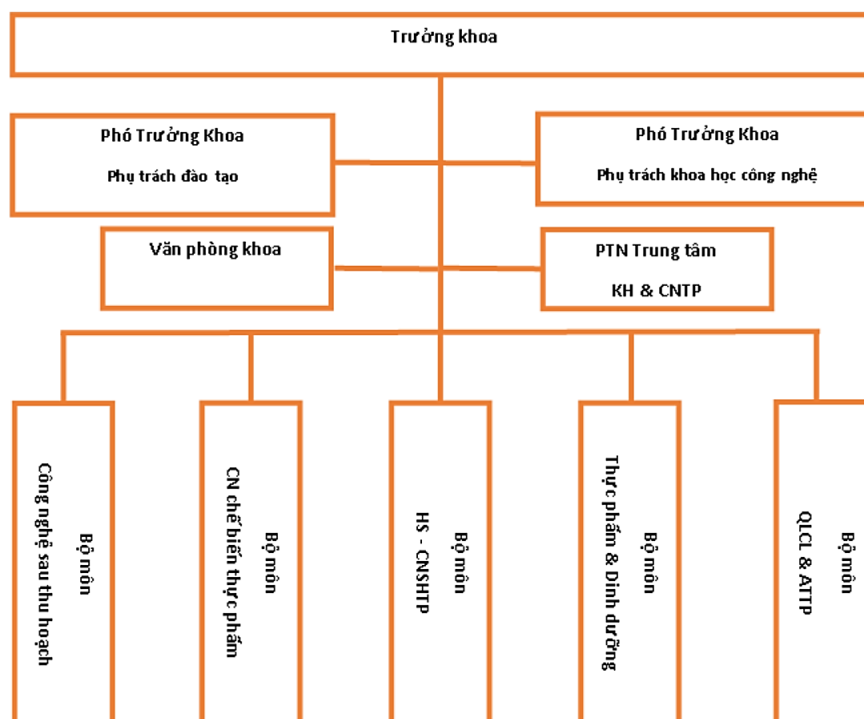 Trưởng khoa
Phó Trưởng Khoa
Phụ trách đào tạo
Phó Trưởng Khoa
Phụ trách khoa học công nghệ
Văn phòng khoa
PTN Trung tâm
KH & CNTP
Bộ môn
Công nghệ sau thu hoạch
Bộ môn
CN chế biến thực phẩm
Bộ môn
HS - CNSHTP
Bộ môn
Thực phẩm & Dinh dưỡng
Bộ môn
QLCL & ATTP